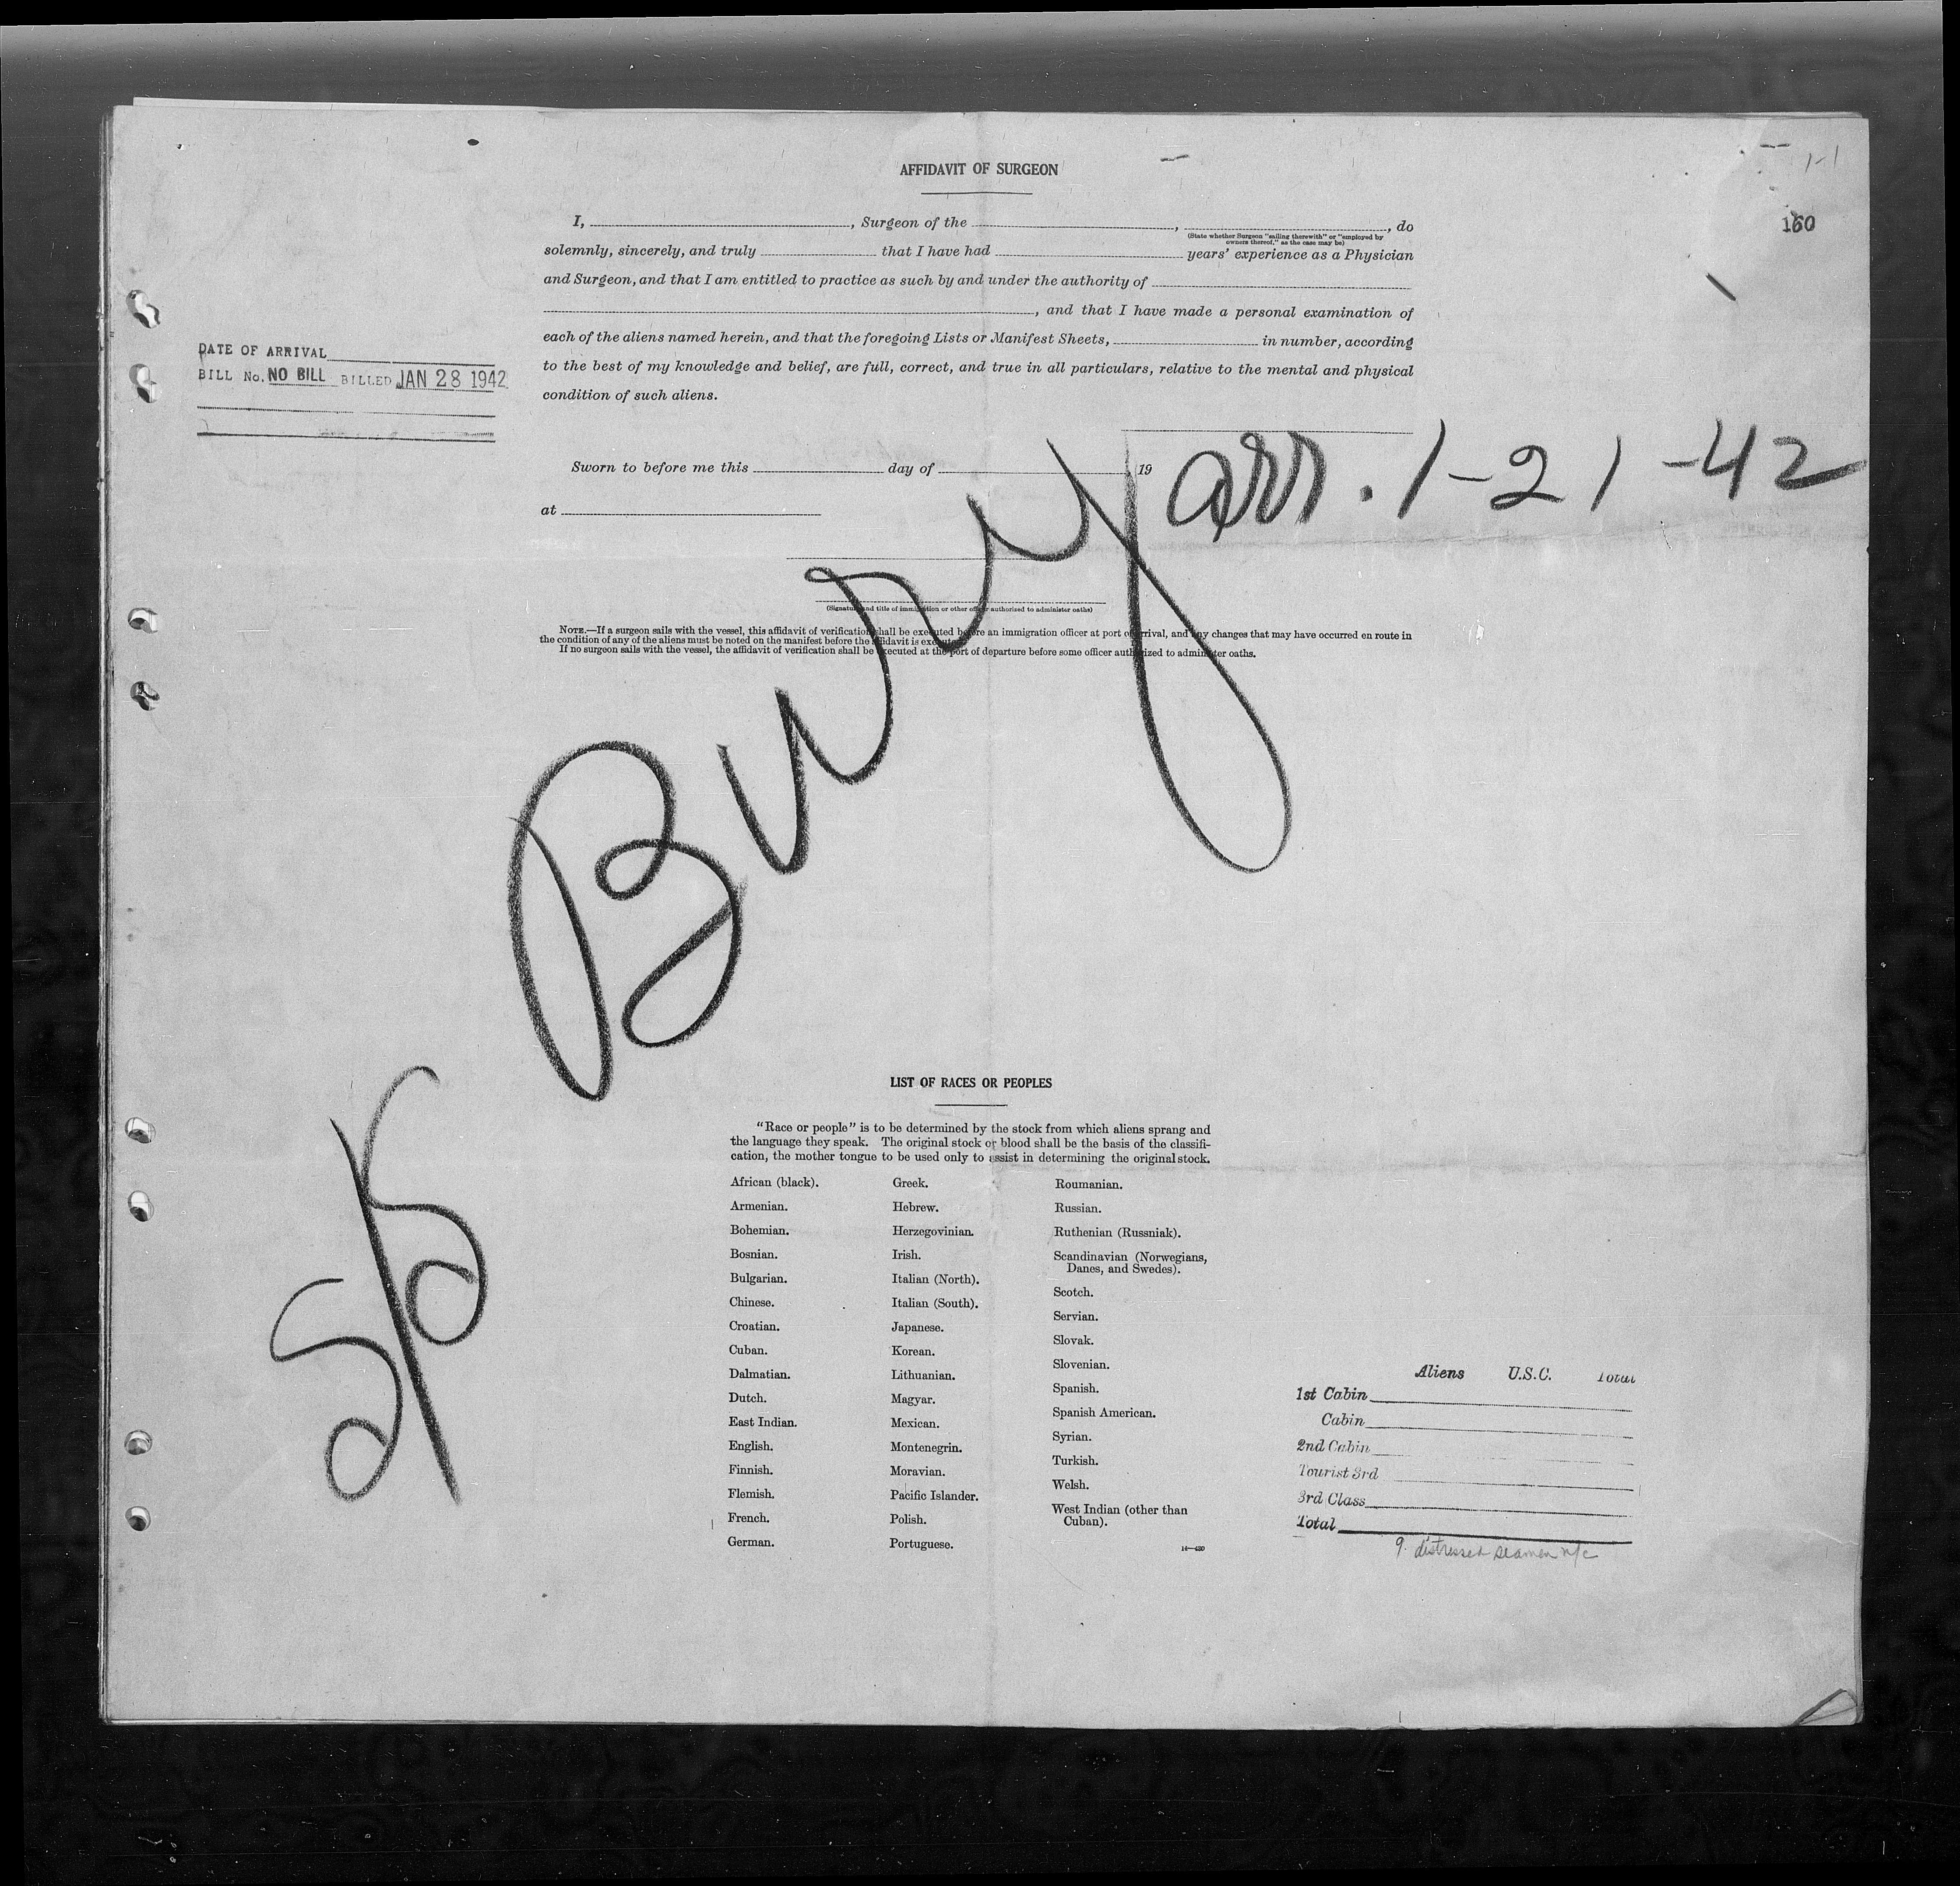 AFFIDAVIT OF SURGEON
1-1
160
I, , Surgeon of the , , do
(State whether Surgeon "sailing therewith" or "employed by
owners thereof," as the case may be)
solemnly, sincerely, and truly that I have had years' experience as a Physician
and Surgeon, and that I am entitled to practice as such by and under the authority of
, and that I have made a personal examination of
each of the aliens named herein, and that the foregoing Lists or Manifest Sheets, in number, according
to the best of my knowledge and belief, are full, correct, and true in all particulars, relative to the mental and physical
condition of such aliens.
DATE OF ARRIVAL
BILL No. NO BILL BILLED JAN 28 1942
Sworn to before me this day of , 19
at
arr. 1-21-42
(Signature and title of immigration or other officer authorized to administer oaths)
NOTE.—If a surgeon sails with the vessel, this affidavit of verification shall be executed before an immigration officer at port of arrival, and any changes that may have occurred en route in
the condition of any of the aliens must be noted on the manifest before the affidavit is executed.
If no surgeon sails with the vessel, the affidavit of verification shall be executed at the port of departure before some officer authorized to administer oaths.
S/S Burry
LIST OF RACES OR PEOPLES
"Race or people" is to be determined by the stock from which aliens sprang and
the language they speak. The original stock or blood shall be the basis of the classifi-
cation, the mother tongue to be used only to assist in determining the original stock.
African (black).
Armenian.
Bohemian.
Bosnian.
Bulgarian.
Chinese.
Croatian.
Cuban.
Dalmatian.
Dutch.
East Indian.
English.
Finnish.
Flemish.
French.
German.
Greek.
Hebrew.
Herzegovinian.
Irish.
Italian (North).
Italian (South).
Japanese.
Korean.
Lithuanian.
Magyar.
Mexican.
Montenegrin.
Moravian.
Pacific Islander.
Polish.
Portuguese.
Roumanian.
Russian.
Ruthenian (Russniak).
Scandinavian (Norwegians,
Danes, and Swedes).
Scotch.
Servian.
Slovak.
Slovenian.
Spanish.
Spanish American.
Syrian.
Turkish.
Welsh.
West Indian (other than
Cuban).
14—430
Aliens U.S.C. Total
1st Cabin
Cabin
2nd Cabin
Tourist 3rd
3rd Class
Total
9 distressed seamen n/c